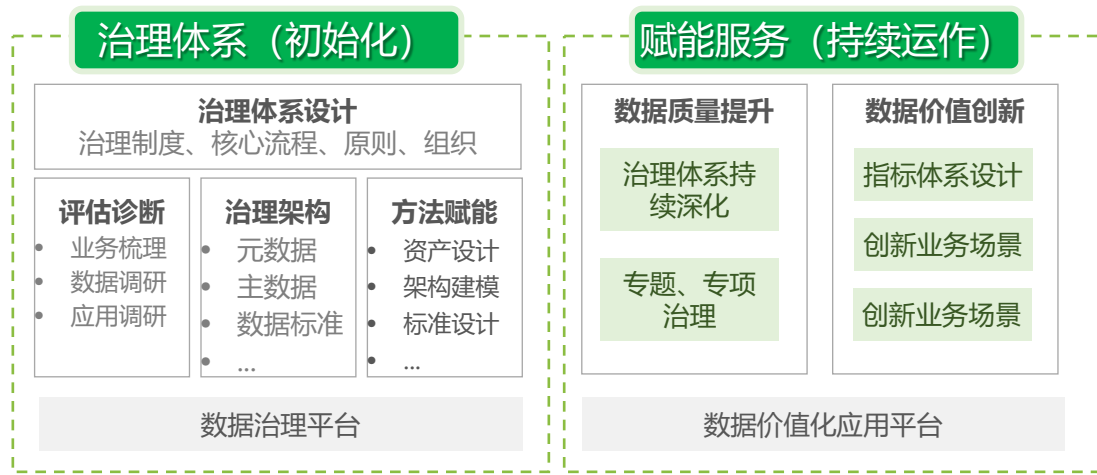 治理体系（初始化）
治理体系设计
治理制度、核心流程、原则、组织
评估诊断
• 业务梳理
• 数据调研
• 应用调研
治理架构
• 元数据
• 主数据
• 数据标准
• ...
方法赋能
• 资产设计
• 架构建模
• 标准设计
• ...
数据治理平台
赋能服务（持续运作）
数据质量提升
治理体系持
续深化
专题、专项
治理
数据价值创新
指标体系设计
创新业务场景
创新业务场景
数据价值化应用平台